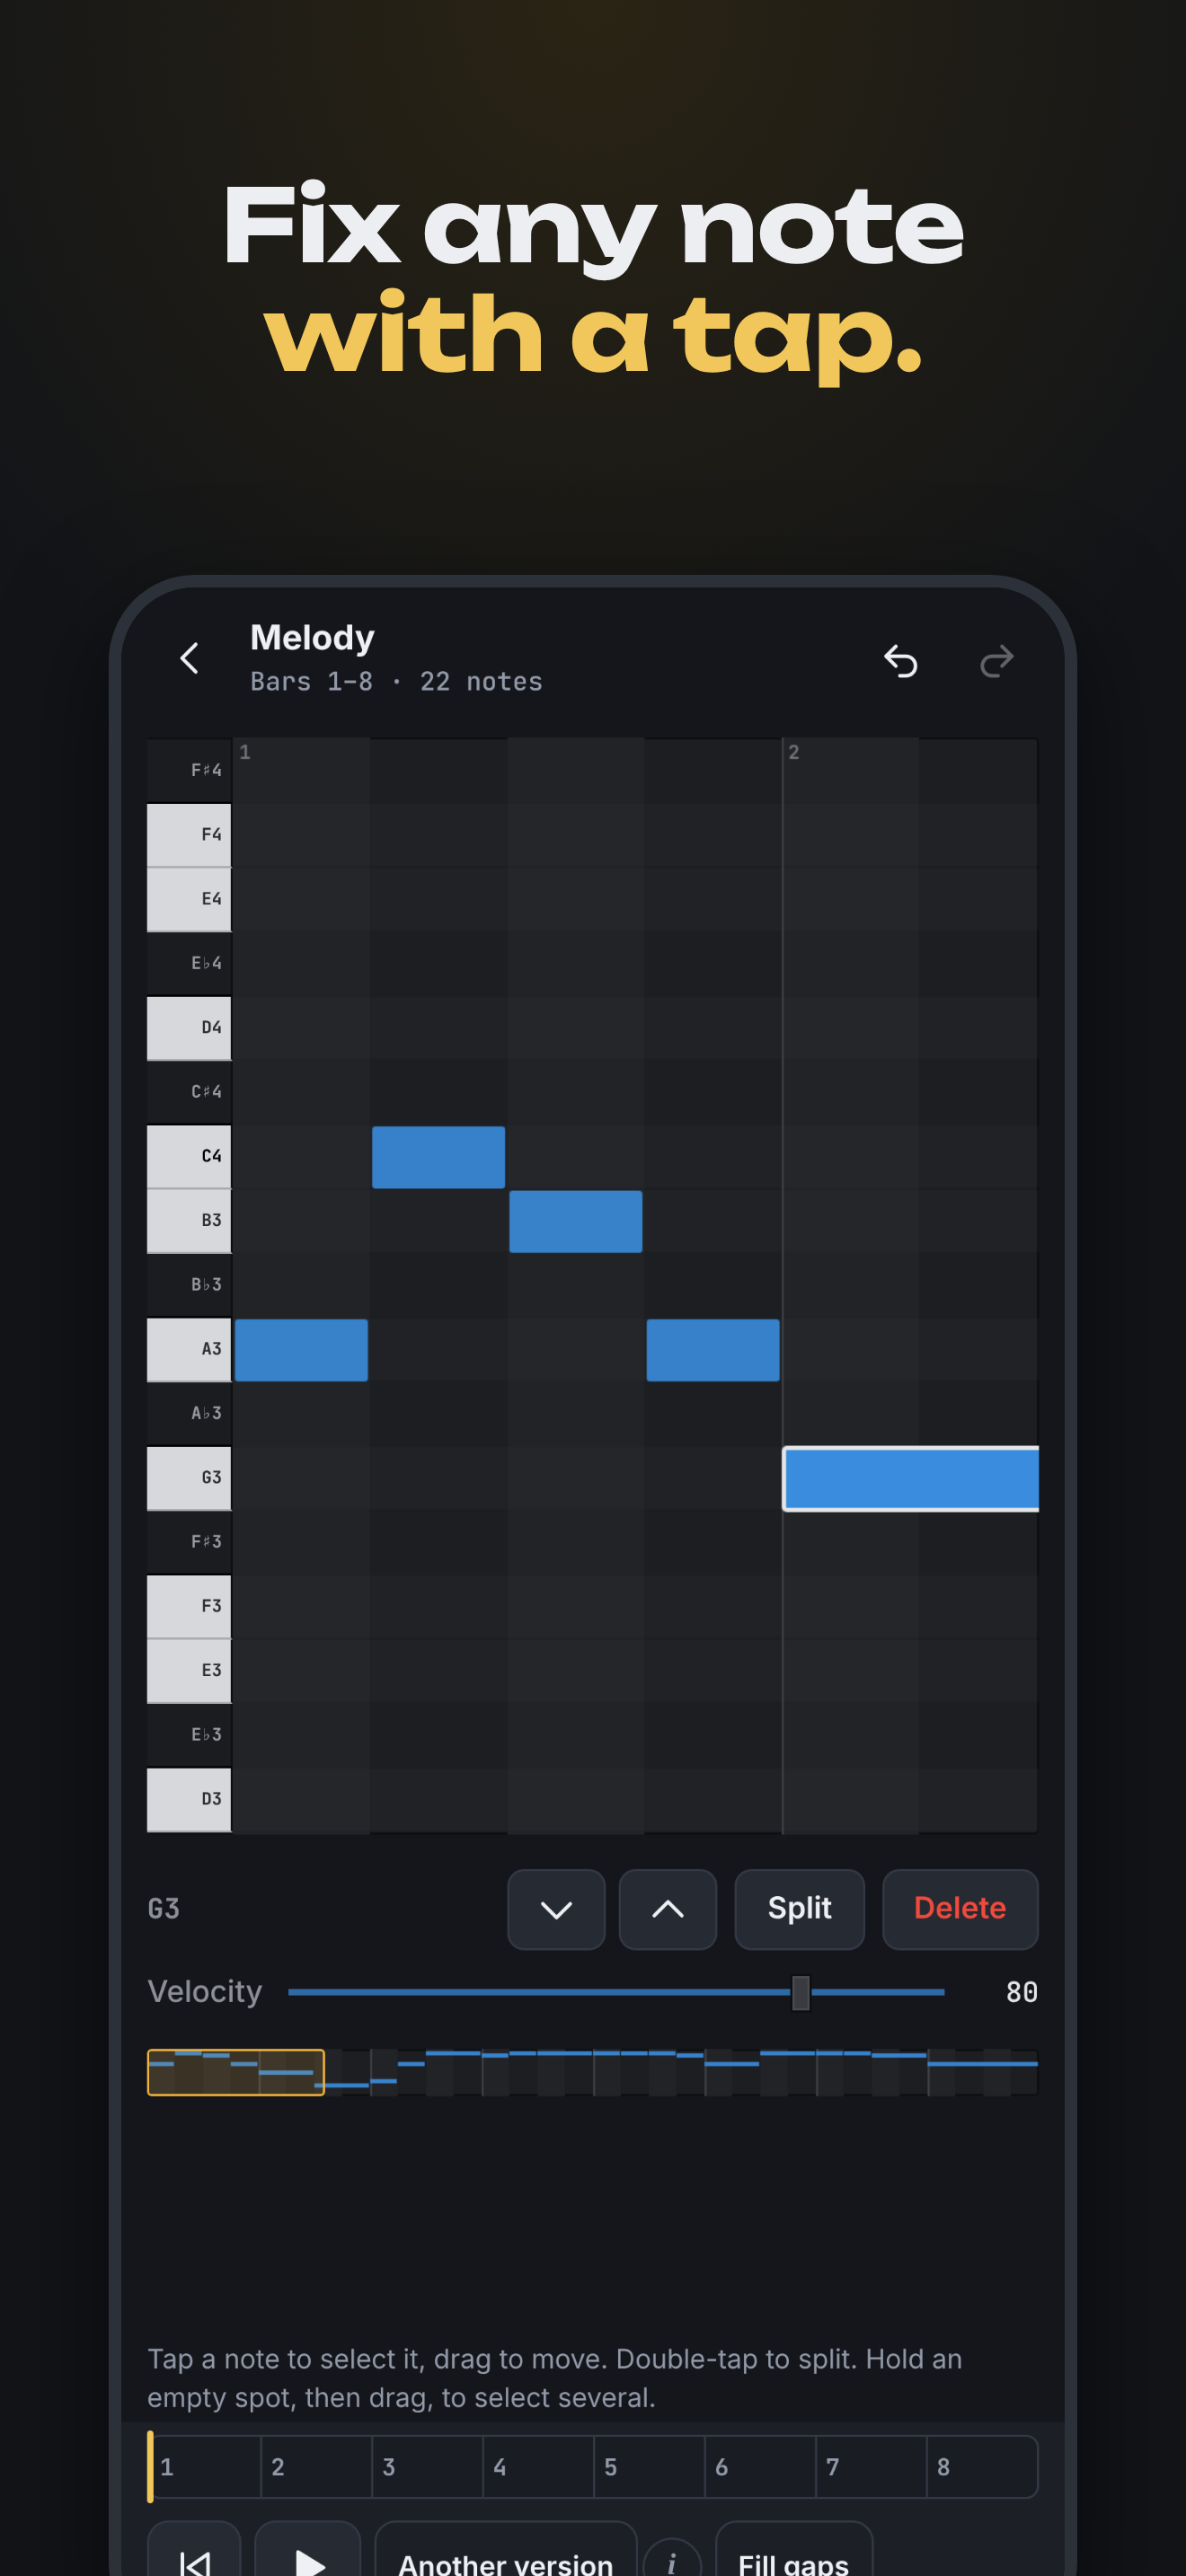 Fix any note
with a tap.
Melody
Bars 1–8 · 22 notes
1
2
F♯4
F4
E4
E♭4
D4
C♯4
C4
B3
B♭3
A3
A♭3
G3
F♯3
F3
E3
E♭3
D3
G3
Split
Delete
Velocity
80
Tap a note to select it, drag to move. Double-tap to split. Hold an
empty spot, then drag, to select several.
1 2 3 4 5 6 7 8
Another version
i
Fill gaps